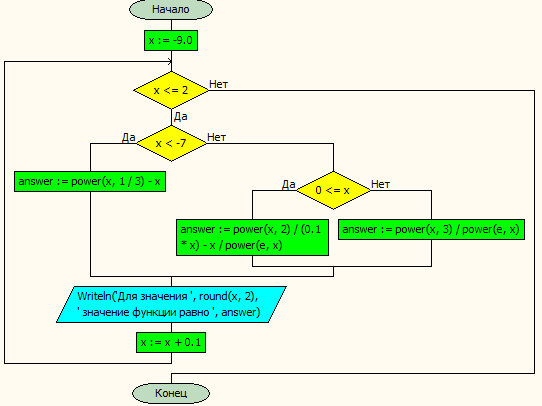 Начало
x := -9.0
x <= 2
Нет
Да
x < -7
Да
Нет
answer := power(x, 1 / 3) - x
0 <= x
Да
Нет
answer := power(x, 2) / (0.1
* x) - x / power(e, x)
answer := power(x, 3) / power(e, x)
Writeln('Для значения ', round(x, 2),
' значение функции равно ', answer)
x := x + 0.1
Конец